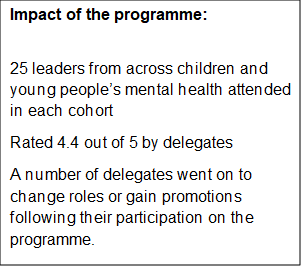 Impact of the programme:
25 leaders from across children and
young people's mental health attended
in each cohort
Rated 4.4 out of 5 by delegates
A number of delegates went on to
change roles or gain promotions
following their participation on the
programme.